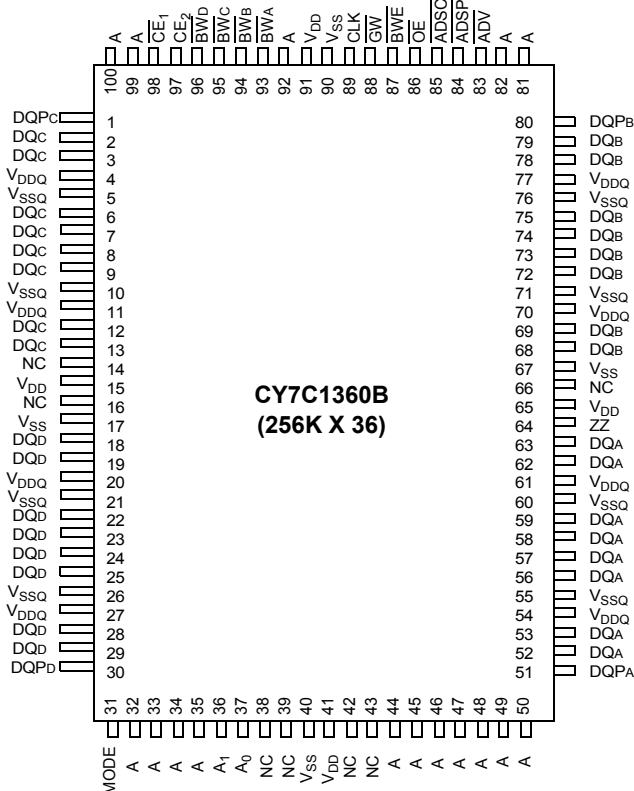 A A CE1 CE2 BWD BWC BWB BWA A VDD VSS CLK GW BWE OE ADSC ADSP ADV A A
100 99 98 97 96 95 94 93 92 91 90 89 88 87 86 85 84 83 82 81
DQPC 1
DQC 2
DQC 3
VDDQ 4
VSSQ 5
DQC 6
DQC 7
DQC 8
DQC 9
VSSQ 10
VDDQ 11
DQC 12
DQC 13
NC 14
VDD 15
NC 16
VSS 17
DQD 18
DQD 19
VDDQ 20
VSSQ 21
DQD 22
DQD 23
DQD 24
DQD 25
VSSQ 26
VDDQ 27
DQD 28
DQD 29
DQPD 30
CY7C1360B
(256K X 36)
80 DQPB
79 DQB
78 DQB
77 VDDQ
76 VSSQ
75 DQB
74 DQB
73 DQB
72 DQB
71 VSSQ
70 VDDQ
69 DQB
68 DQB
67 VSS
66 NC
65 VDD
64 ZZ
63 DQA
62 DQA
61 VDDQ
60 VSSQ
59 DQA
58 DQA
57 DQA
56 DQA
55 VSSQ
54 VDDQ
53 DQA
52 DQA
51 DQPA
31 32 33 34 35 36 37 38 39 40 41 42 43 44 45 46 47 48 49 50
MODE A A A A A1 A0 NC NC VSS VDD NC NC A A A A A A A